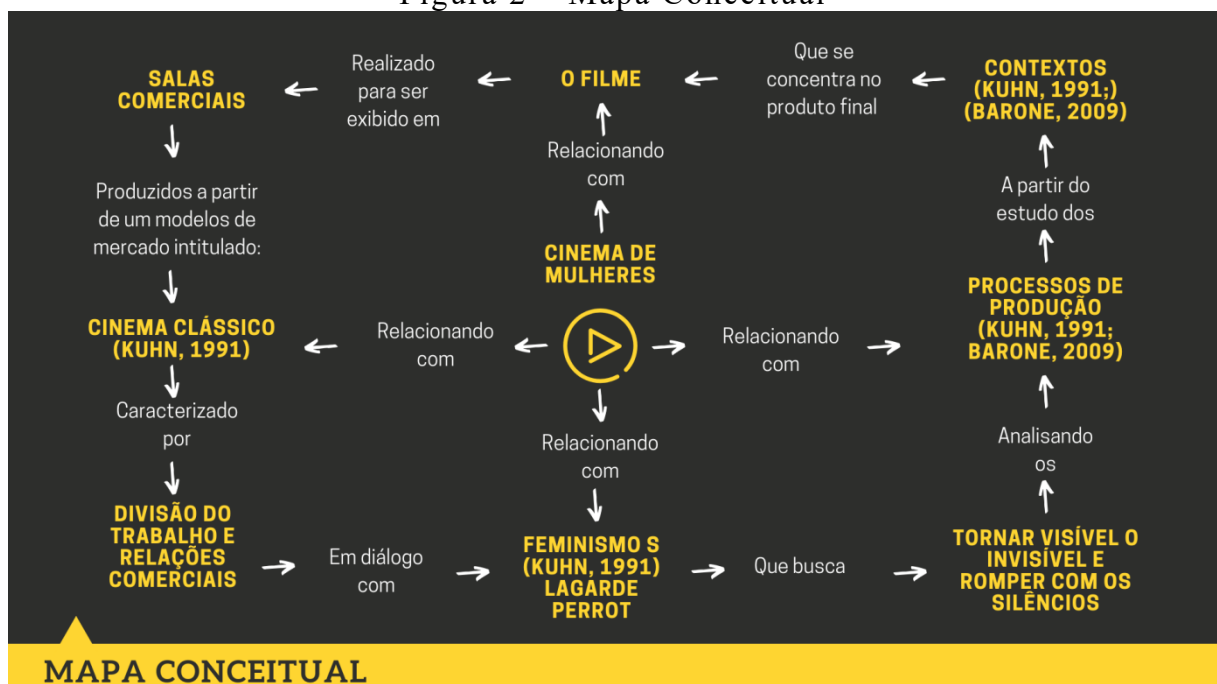 Figura 2 – Mapa Conceitual
SALAS
COMERCIAIS
Realizado
para ser
exibido em
O FILME
Que se
concentra no
produto final
CONTEXTOS
(KUHN, 1991;)
(BARONE, 2009)
Produzidos a partir
de um modelos de
mercado intitulado:
Relacionando
com
A partir do
estudo dos
CINEMA DE
MULHERES
CINEMA CLÁSSICO
(KUHN, 1991)
Relacionando
com
Relacionando
com
PROCESSOS DE
PRODUÇÃO
(KUHN, 1991;
BARONE, 2009)
Caracterizado
por
Relacionando
com
Analisando
os
DIVISÃO DO
TRABALHO E
RELAÇÕES
COMERCIAIS
Em diálogo
com
FEMINISMO S
(KUHN, 1991)
LAGARDE
PERROT
Que busca
TORNAR VISÍVEL O
INVISÍVEL E
ROMPER COM OS
SILÊNCIOS
MAPA CONCEITUAL